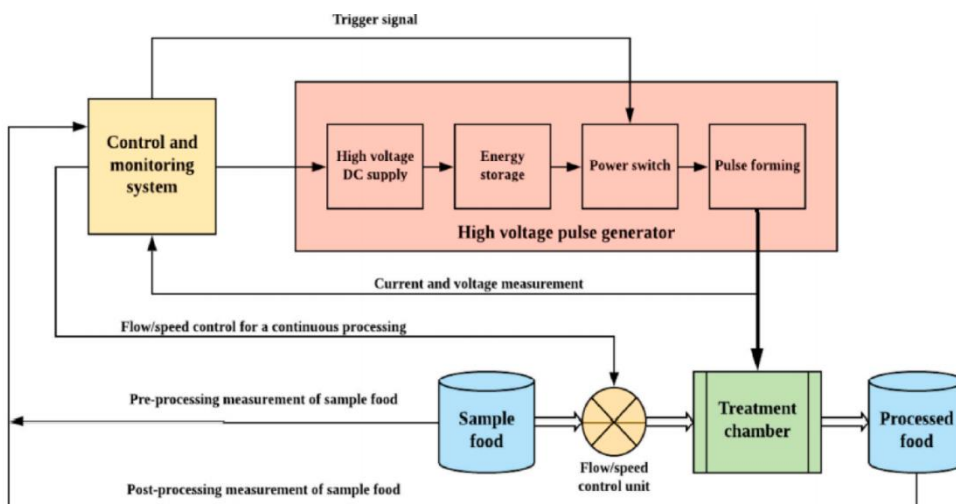 Trigger signal
Control and
monitoring
system
High voltage
DC supply
Energy
storage
Power switch
Pulse forming
High voltage pulse generator
Current and voltage measurement
Flow/speed control for a continuous processing
Pre-processing measurement of sample food
Sample
food
Treatment
chamber
Processed
food
Flow/speed
control unit
Post-processing measurement of sample food